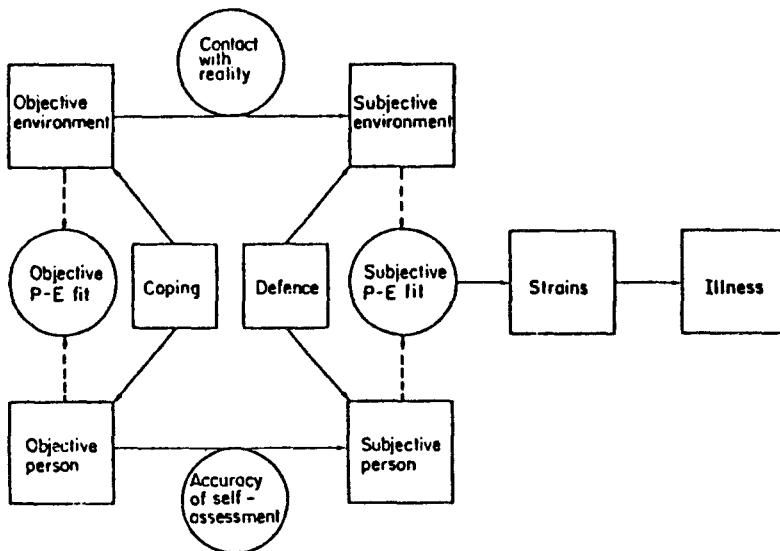 Contact
with
reality
Objective
environment
Subjective
environment
Objective
P-E fit
Coping
Defence
Subjective
P-E fit
Strains
Illness
Objective
person
Subjective
person
Accuracy
of self-
assessment